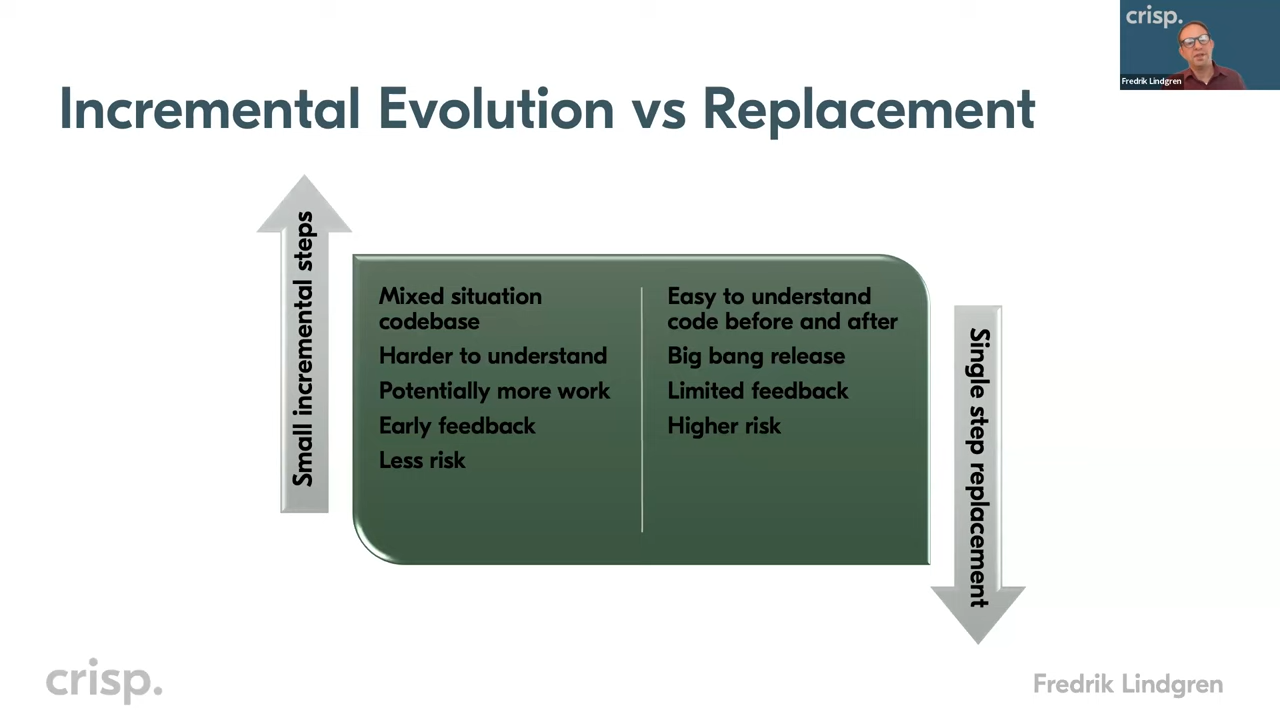 crisp.
Fredrik Lindgren
Incremental Evolution vs Replacement
Small incremental steps
Mixed situation
codebase
Harder to understand
Potentially more work
Early feedback
Less risk
Easy to understand
code before and after
Big bang release
Limited feedback
Higher risk
Single step replacement
crisp.
Fredrik Lindgren